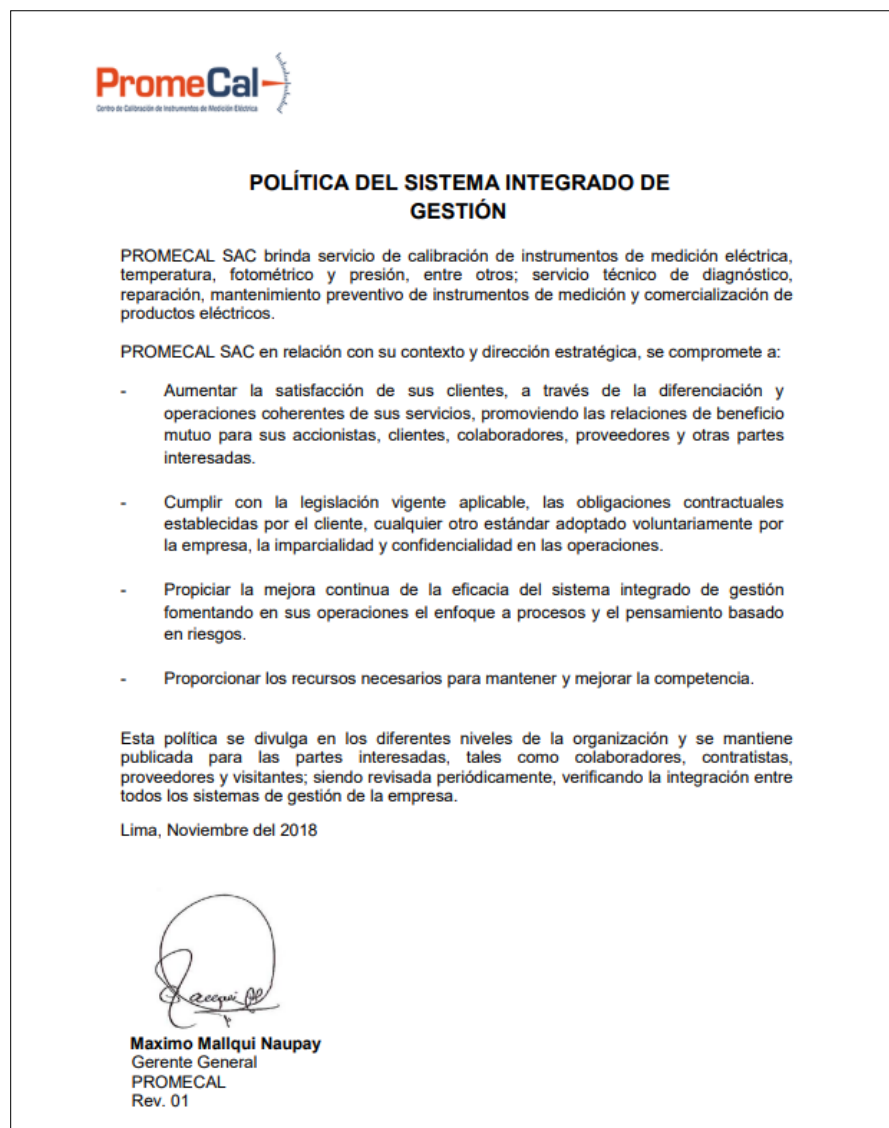 PromeCal
Centro de Calibración de Instrumentos de Medición Eléctrica
POLÍTICA DEL SISTEMA INTEGRADO DE
GESTIÓN
PROMECAL SAC brinda servicio de calibración de instrumentos de medición eléctrica,
temperatura, fotométrico y presión, entre otros; servicio técnico de diagnóstico,
reparación, mantenimiento preventivo de instrumentos de medición y comercialización de
productos eléctricos.
PROMECAL SAC en relación con su contexto y dirección estratégica, se compromete a:
- Aumentar la satisfacción de sus clientes, a través de la diferenciación y
operaciones coherentes de sus servicios, promoviendo las relaciones de beneficio
mutuo para sus accionistas, clientes, colaboradores, proveedores y otras partes
interesadas.
- Cumplir con la legislación vigente aplicable, las obligaciones contractuales
establecidas por el cliente, cualquier otro estándar adoptado voluntariamente por
la empresa, la imparcialidad y confidencialidad en las operaciones.
- Propiciar la mejora continua de la eficacia del sistema integrado de gestión
fomentando en sus operaciones el enfoque a procesos y el pensamiento basado
en riesgos.
- Proporcionar los recursos necesarios para mantener y mejorar la competencia.
Esta política se divulga en los diferentes niveles de la organización y se mantiene
publicada para las partes interesadas, tales como colaboradores, contratistas,
proveedores y visitantes; siendo revisada periódicamente, verificando la integración entre
todos los sistemas de gestión de la empresa.
Lima, Noviembre del 2018
Maximo Mallqui Naupay
Gerente General
PROMECAL
Rev. 01